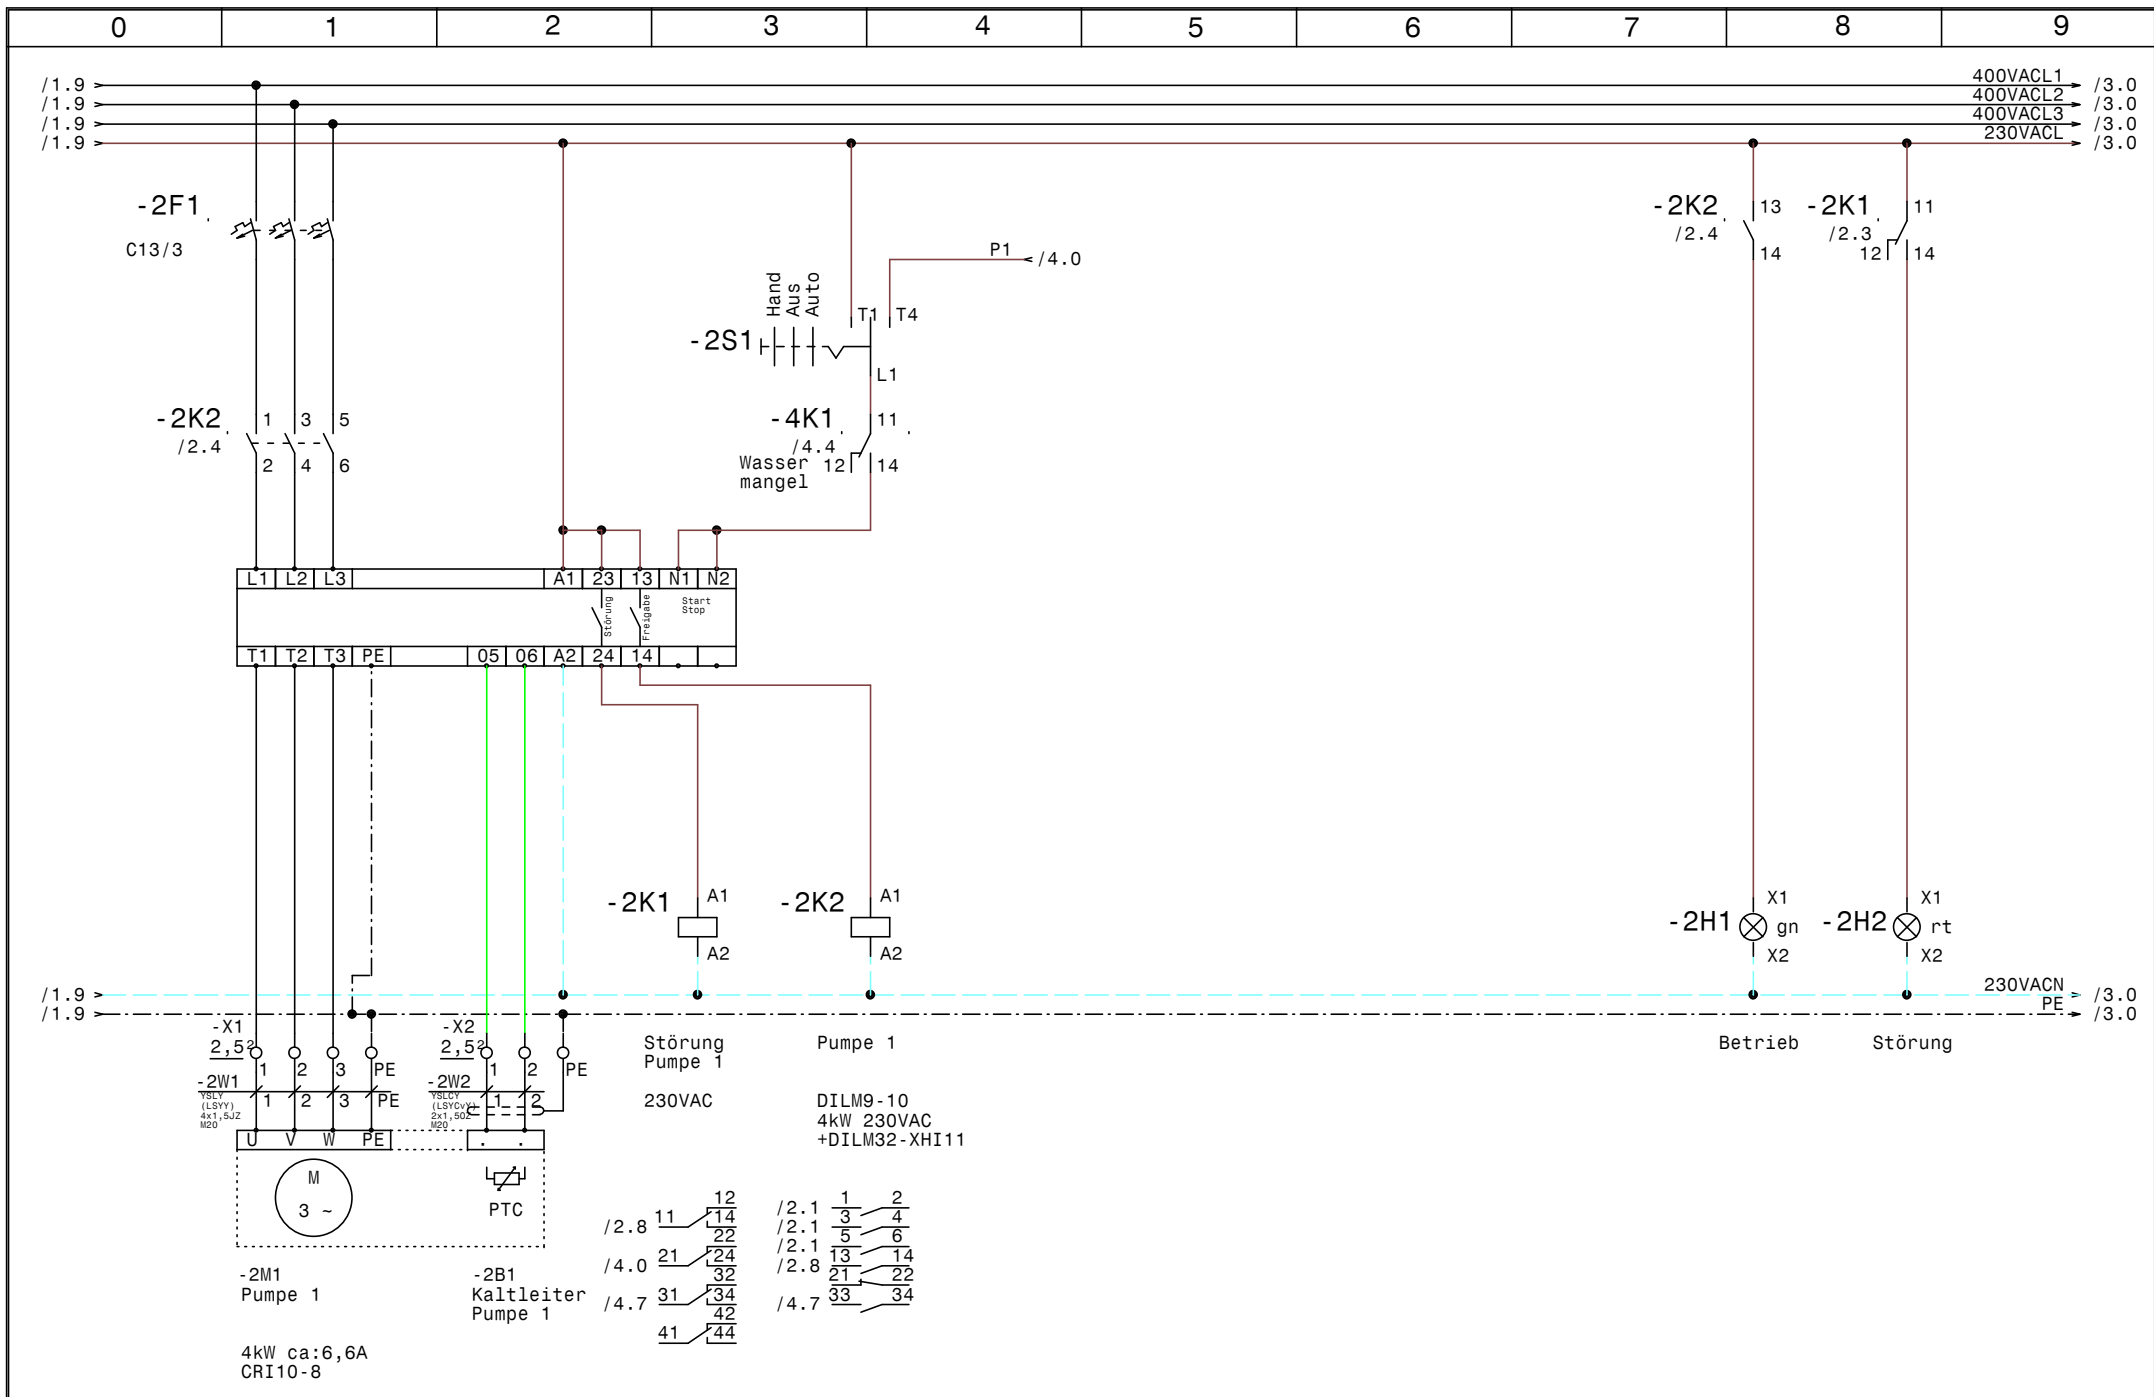 0 1 2 3 4 5 6 7 8 9
/1.9 400VACL1 /3.0
/1.9 400VACL2 /3.0
/1.9 400VACL3 /3.0
/1.9 230VACL /3.0
-2F1
C13/3
-2K2 13
/2.4
14
-2K1 11
/2.3
12 14
P1 /4.0
Hand
Aus
Auto
T1 T4
-2S1
L1
-2K2 1 3 5
/2.4
2 4 6
-4K1 11
/4.4
Wasser 12 14
mangel
L1 L2 L3 A1 23 13 N1 N2
Störung
Freigabe
Start
Stop
T1 T2 T3 PE 05 06 A2 24 14
-2K1 A1
A2
-2K2 A1
A2
-2H1 X1
gn
X2
-2H2 X1
rt
X2
/1.9 230VACN /3.0
/1.9 PE /3.0
-X1
2,5²
1 2 3 PE
-X2
2,5²
1 2 PE
Störung
Pumpe 1
Pumpe 1
Betrieb
Störung
-2W1
YSLY
(LSYY)
4x1,5JZ
M20
1 2 3 PE
-2W2
YSLCY
(LSYCvY)
2x1,5OZ
M20
1 2
230VAC
DILM9-10
4kW 230VAC
+DILM32-XHI11
U V W PE . .
M
3 ~
PTC
12
/2.8 11 14
22
/4.0 21 24
32
/4.7 31 34
42
41 44
/2.1 1 2
/2.1 3 4
/2.1 5 6
/2.8 13 14
21 22
/4.7 33 34
-2M1
Pumpe 1
-2B1
Kaltleiter
Pumpe 1
4kW ca:6,6A
CRI10-8